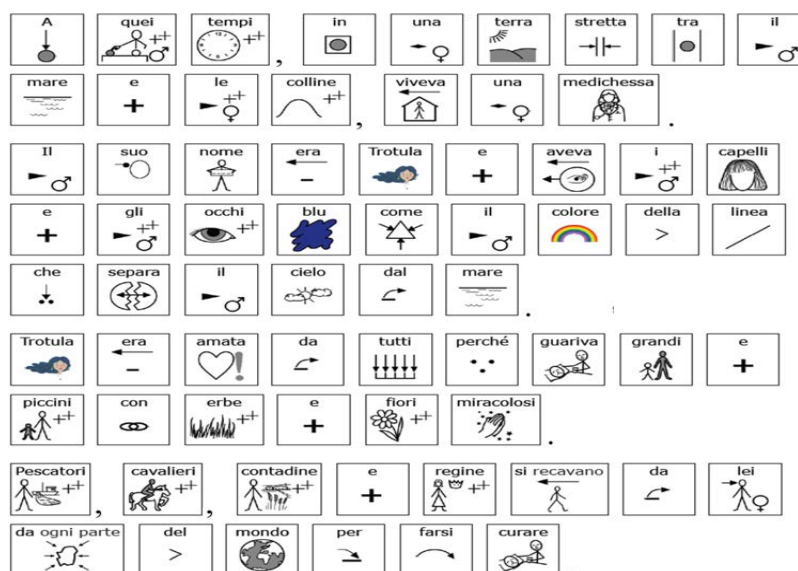 A quei tempi , in una terra stretta tra il
mare e le colline , viveva una medichessa .
Il suo nome era Trotula e aveva i capelli
e gli occhi blu come il colore della linea
che separa il cielo dal mare .
Trotula era amata da tutti perché guariva grandi e
piccini con erbe e fiori miracolosi .
Pescatori , cavalieri , contadine e regine si recavano da lei
da ogni parte del mondo per farsi curare